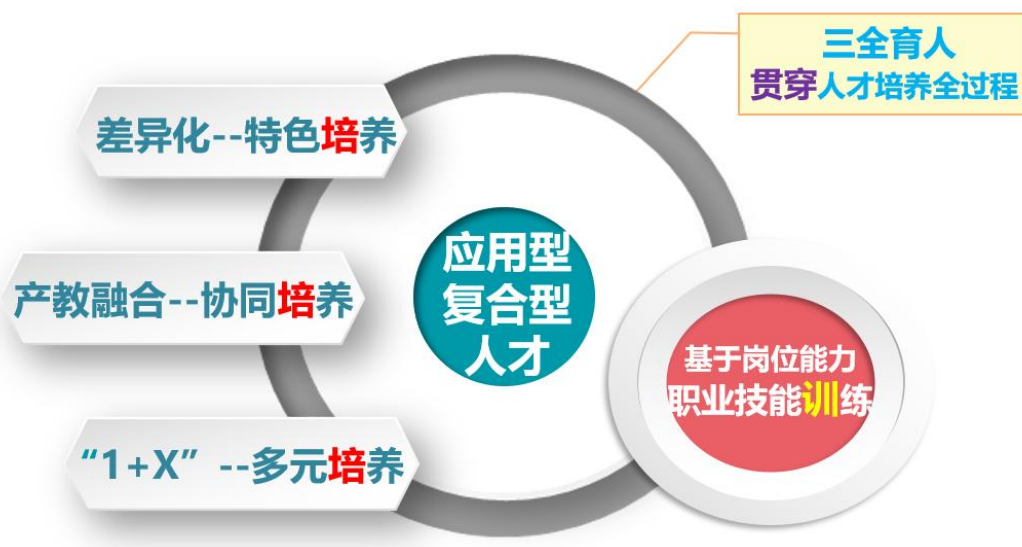 三全育人
贯穿人才培养全过程
差异化--特色培养
产教融合--协同培养
“1+X”--多元培养
应用型
复合型
人才
基于岗位能力
职业技能训练